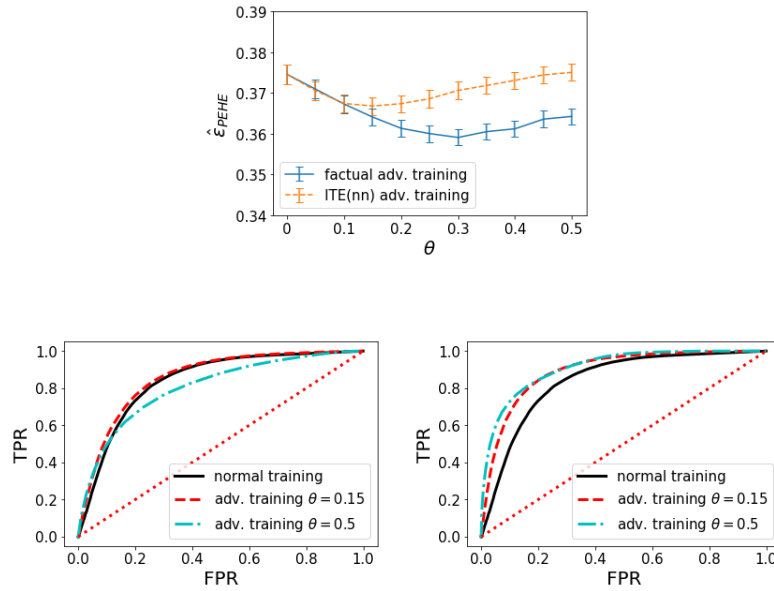 0.39
0.38
0.37
0.36
0.35
0.34
ε̂PEHE
factual adv. training
ITE(nn) adv. training
0 0.1 0.2 0.3 0.4 0.5
θ
1.0
0.8
0.6
0.4
0.2
0.0
TPR
normal training
adv. training θ = 0.15
adv. training θ = 0.5
0.0 0.2 0.4 0.6 0.8 1.0
FPR
1.0
0.8
0.6
0.4
0.2
0.0
TPR
normal training
adv. training θ = 0.15
adv. training θ = 0.5
0.0 0.2 0.4 0.6 0.8 1.0
FPR